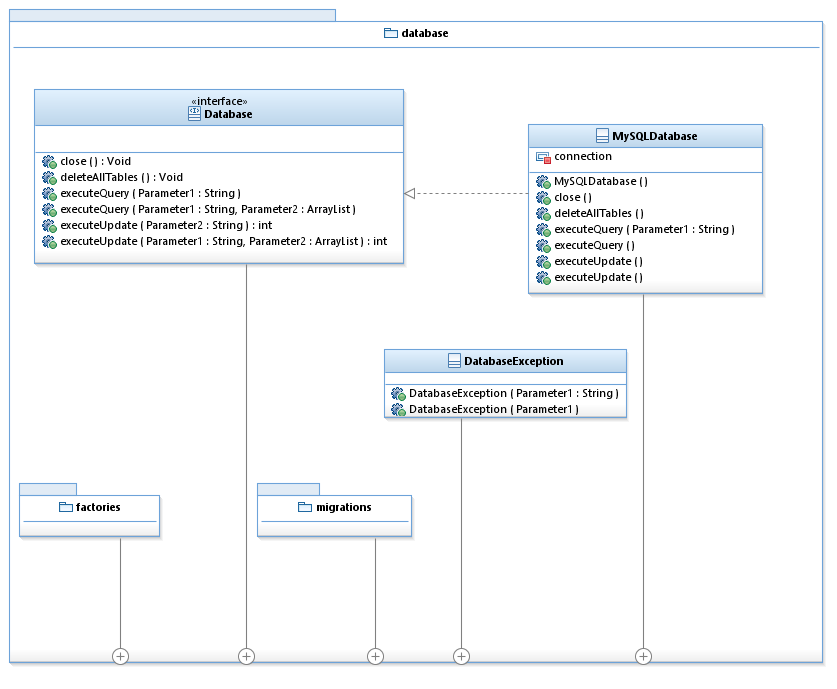 database
«interface»
Database
close ( ) : Void
deleteAllTables ( ) : Void
executeQuery ( Parameter1 : String )
executeQuery ( Parameter1 : String, Parameter2 : ArrayList )
executeUpdate ( Parameter2 : String ) : int
executeUpdate ( Parameter1 : String, Parameter2 : ArrayList ) : int
MySQLDatabase
connection
MySQLDatabase ( )
close ( )
deleteAllTables ( )
executeQuery ( Parameter1 : String )
executeQuery ( )
executeUpdate ( )
executeUpdate ( )
DatabaseException
DatabaseException ( Parameter1 : String )
DatabaseException ( Parameter1 )
factories
migrations